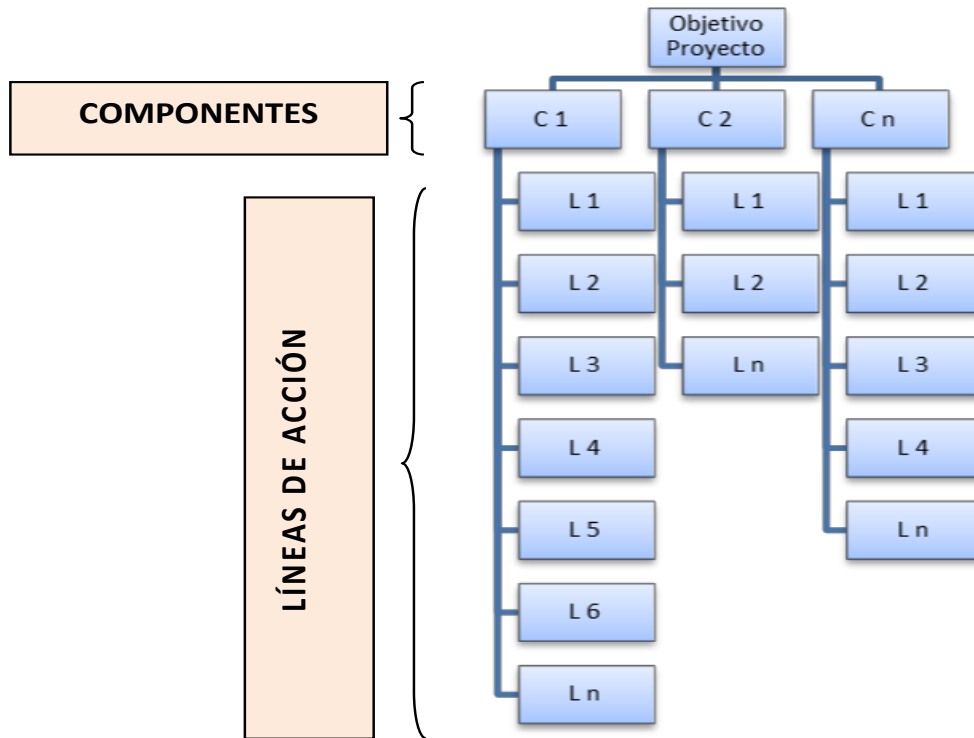 Objetivo
Proyecto
COMPONENTES
C 1
C 2
C n
LÍNEAS DE ACCIÓN
L 1
L 2
L 3
L 4
L 5
L 6
L n
L 1
L 2
L n
L 1
L 2
L 3
L 4
L n